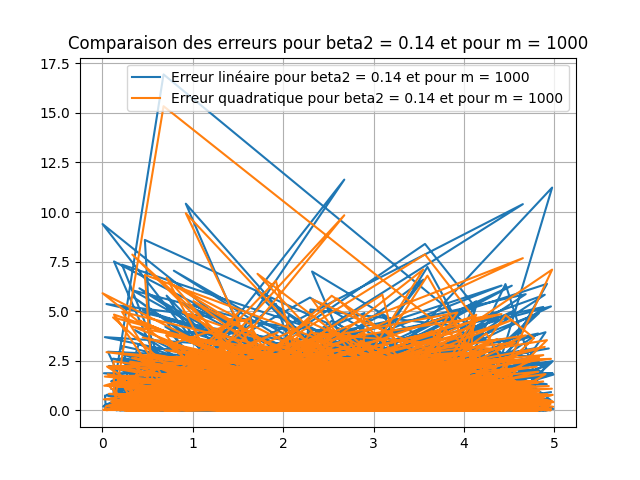 Comparaison des erreurs pour beta2 = 0.14 et pour m = 1000
Erreur linéaire pour beta2 = 0.14 et pour m = 1000
Erreur quadratique pour beta2 = 0.14 et pour m = 1000
17.5
15.0
12.5
10.0
7.5
5.0
2.5
0.0
0 1 2 3 4 5